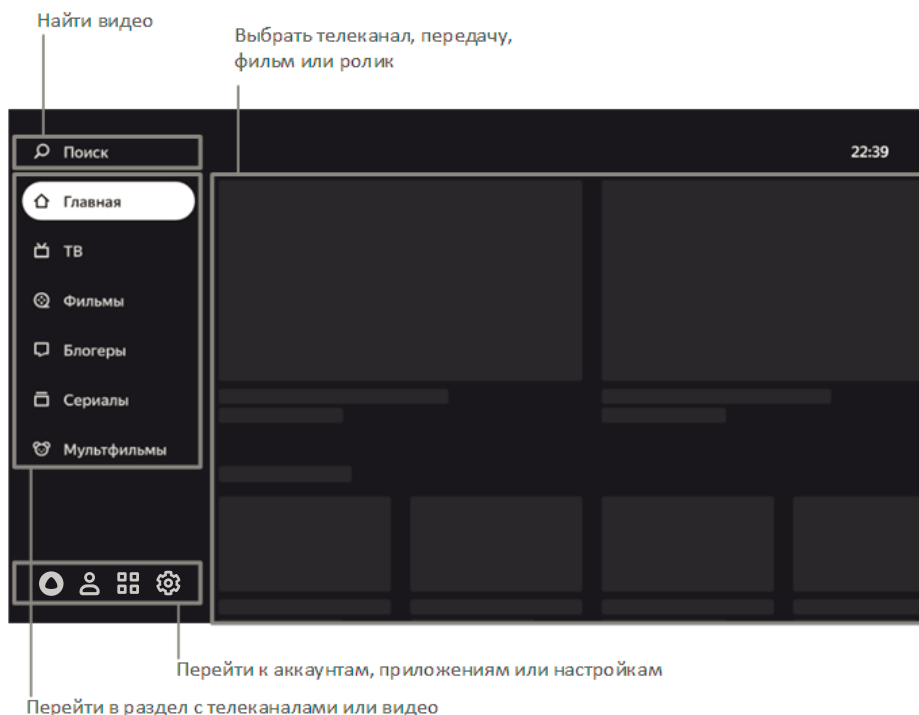 Найти видео
Выбрать телеканал, передачу,
фильм или ролик
Поиск
22:39
Главная
ТВ
Фильмы
Блогеры
Сериалы
Мультфильмы
Перейти к аккаунтам, приложениям или настройкам
Перейти в раздел с телеканалами или видео